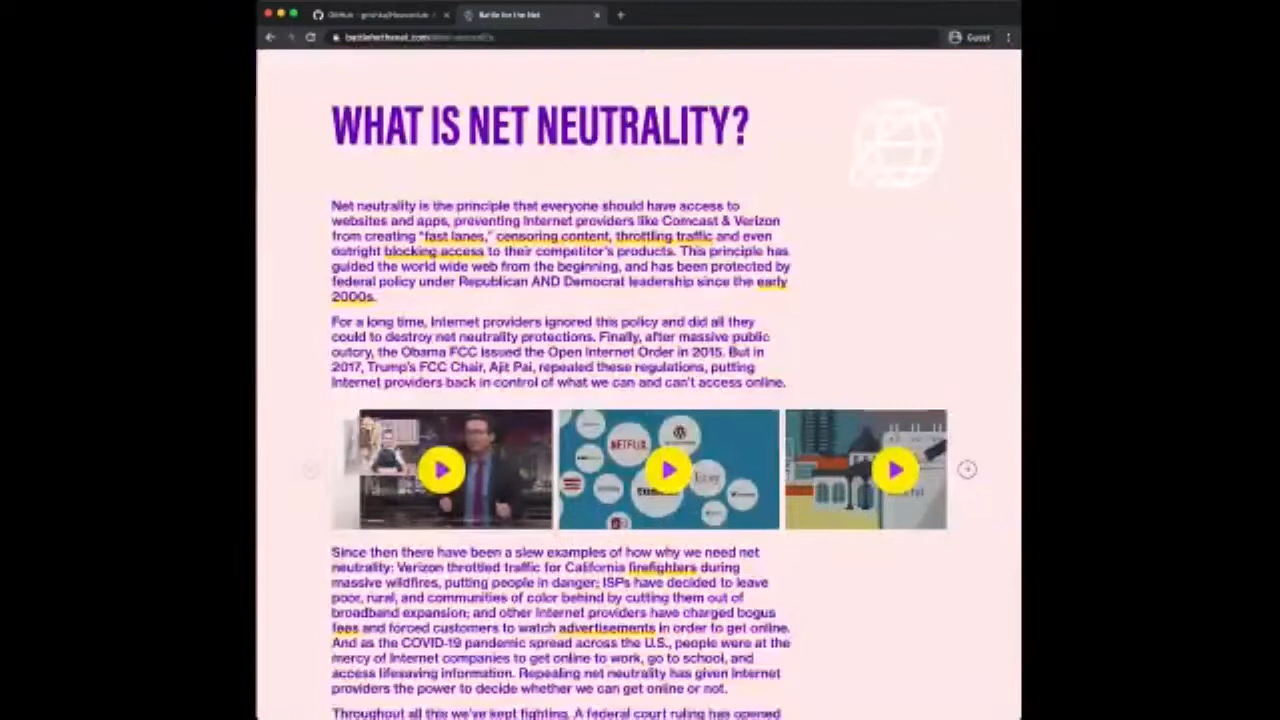 GitHub
Battle for the Net
battleforthenet.com
Guest
WHAT IS NET NEUTRALITY?
Net neutrality is the principle that everyone should have access to
websites and apps, preventing Internet providers like Comcast & Verizon
from creating "fast lanes," censoring content, throttling traffic and even
outright blocking access to their competitor's products. This principle has
guided the world wide web from the beginning, and has been protected by
federal policy under Republican AND Democrat leadership since the early
2000s.
For a long time, Internet providers ignored this policy and did all they
could to destroy net neutrality protections. Finally, after massive public
outcry, the Obama FCC issued the Open Internet Order in 2015. But in
2017, Trump's FCC Chair, Ajit Pai, repealed these regulations, putting
Internet providers back in control of what we can and can't access online.
NETFLIX
Etsy
Since then there have been a slew examples of how why we need net
neutrality: Verizon throttled traffic for California firefighters during
massive wildfires, putting people in danger; ISPs have decided to leave
poor, rural, and communities of color behind by cutting them out of
broadband expansion; and other Internet providers have charged bogus
fees and forced customers to watch advertisements in order to get online.
And as the COVID-19 pandemic spread across the U.S., people were at the
mercy of Internet companies to get online to work, go to school, and
access lifesaving information. Repealing net neutrality has given Internet
providers the power to decide whether we can get online or not.
Throughout all this we've kept fighting. A federal court ruling has opened